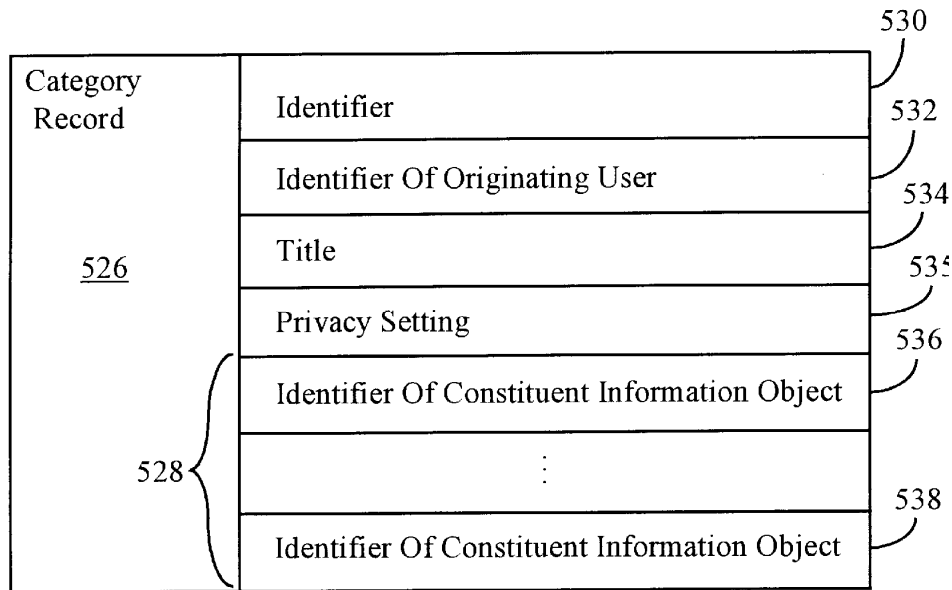 530
Category
Record
Identifier
532
Identifier Of Originating User
534
Title
526
535
Privacy Setting
536
Identifier Of Constituent Information Object
528
⋮
538
Identifier Of Constituent Information Object